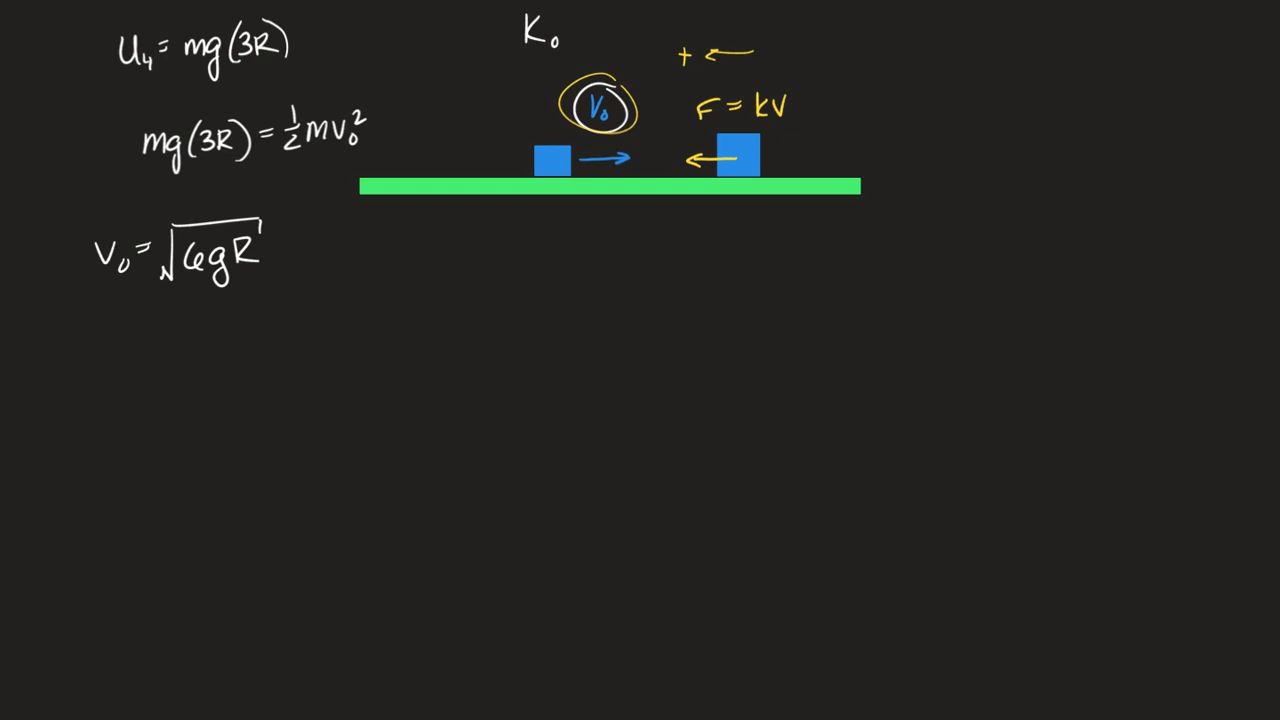 U₄ = mg(3R)
mg(3R) = ½mv₀²
v₀ = √6gR
K₀
+ ←
V₀
F = kv